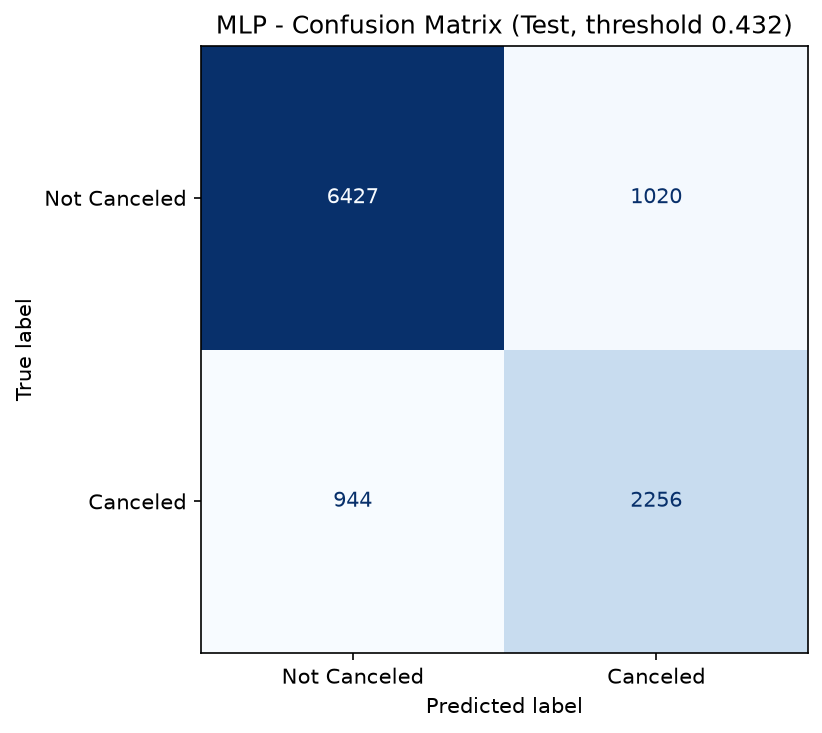 MLP - Confusion Matrix (Test, threshold 0.432)
Not Canceled
6427
1020
True label
Canceled
944
2256
Not Canceled
Canceled
Predicted label